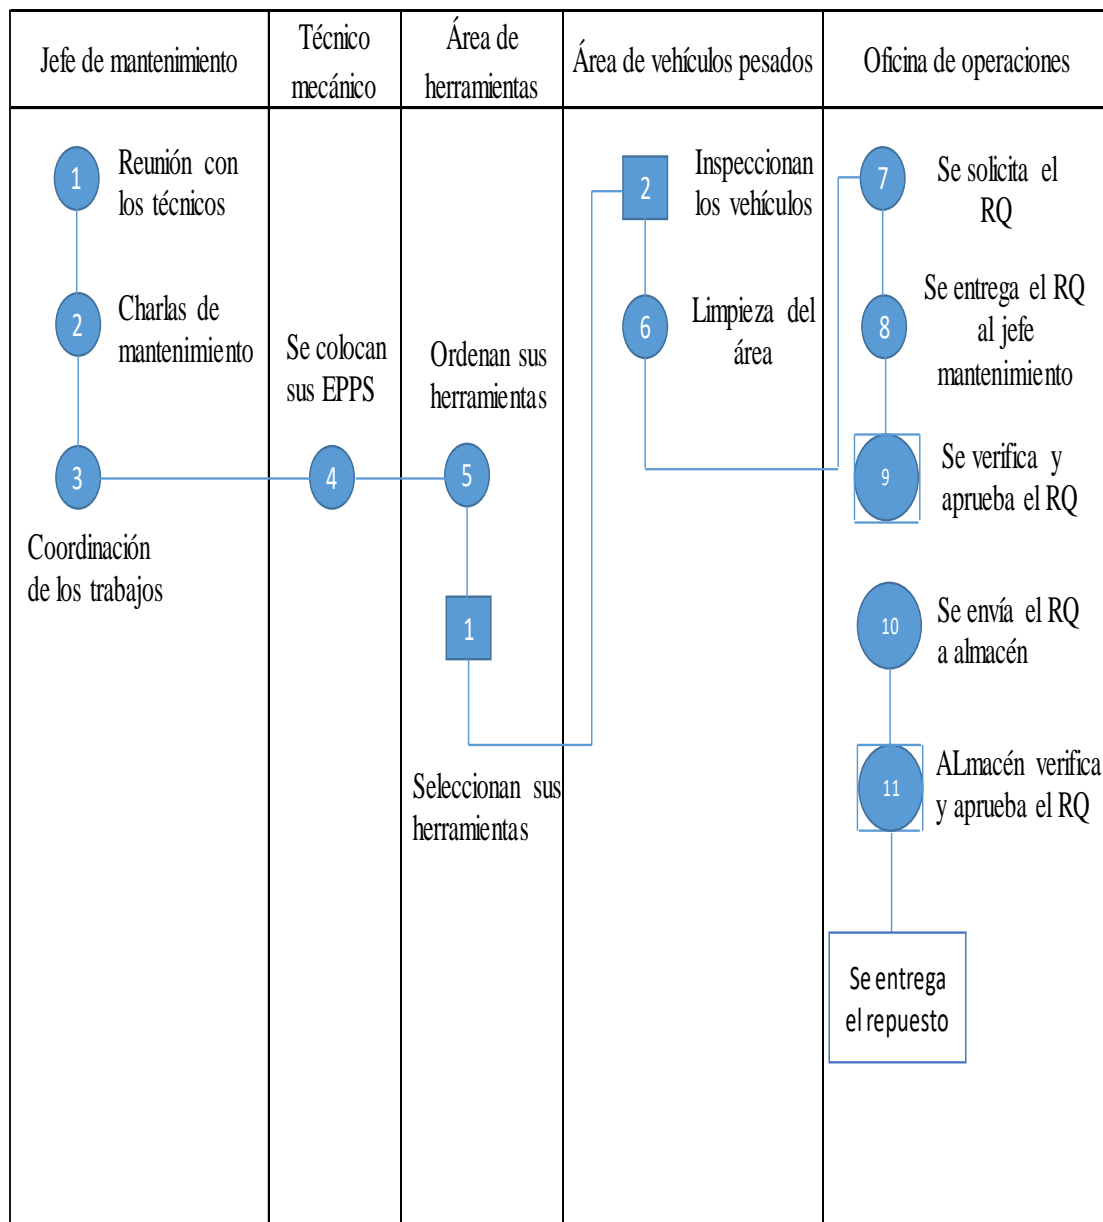 Jefe de mantenimiento
Técnico
mecánico
Área de
herramientas
Área de vehículos pesados
Oficina de operaciones
1
Reunión con
los técnicos
2
Charlas de
mantenimiento
3
Coordinación
de los trabajos
Se colocan
sus EPPS
4
Ordenan sus
herramientas
5
1
Seleccionan sus
herramientas
2
Inspeccionan
los vehículos
6
Limpieza del
área
7
Se solicita el
RQ
8
Se entrega el RQ
al jefe
mantenimiento
9
Se verifica y
aprueba el RQ
10
Se envía el RQ
a almacén
11
ALmacén verifica
y aprueba el RQ
Se entrega
el repuesto